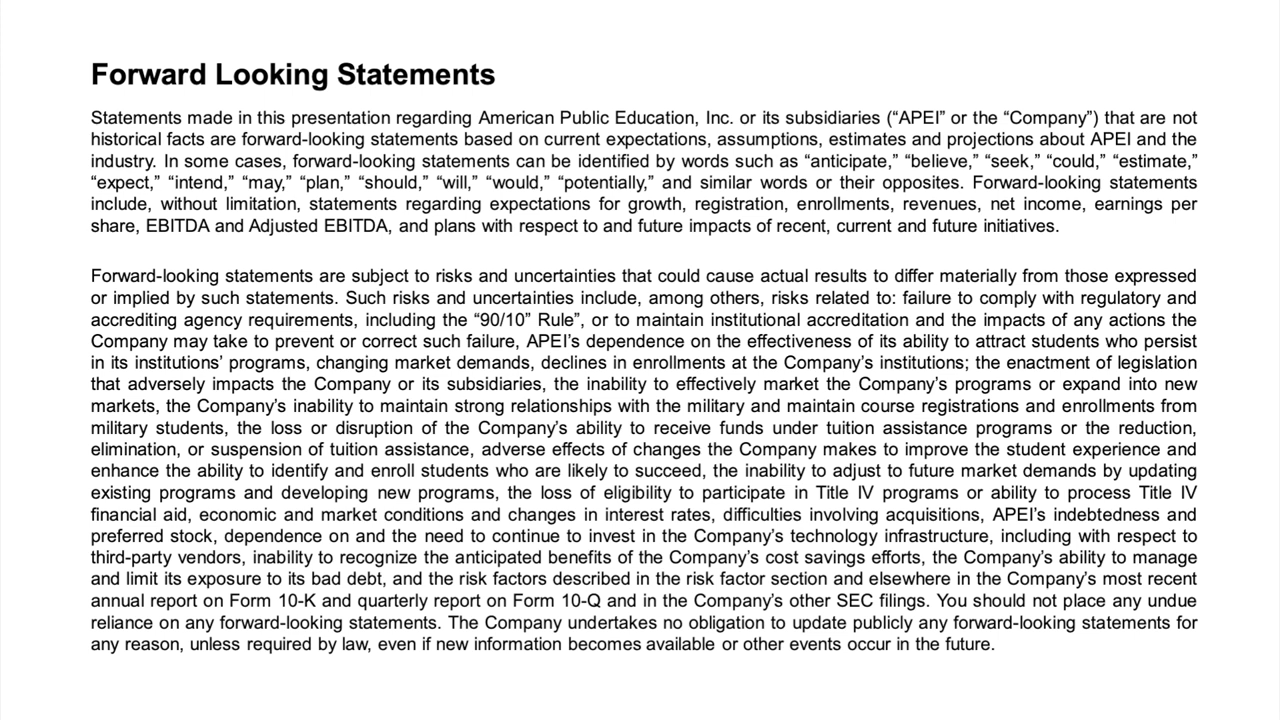 Forward Looking Statements
Statements made in this presentation regarding American Public Education, Inc. or its subsidiaries (“APEI” or the “Company”) that are not
historical facts are forward-looking statements based on current expectations, assumptions, estimates and projections about APEI and the
industry. In some cases, forward-looking statements can be identified by words such as “anticipate,” “believe,” “seek,” “could,” “estimate,”
“expect,” “intend,” “may,” “plan,” “should,” “will,” “would,” “potentially,” and similar words or their opposites. Forward-looking statements
include, without limitation, statements regarding expectations for growth, registration, enrollments, revenues, net income, earnings per
share, EBITDA and Adjusted EBITDA, and plans with respect to and future impacts of recent, current and future initiatives.
Forward-looking statements are subject to risks and uncertainties that could cause actual results to differ materially from those expressed
or implied by such statements. Such risks and uncertainties include, among others, risks related to: failure to comply with regulatory and
accrediting agency requirements, including the “90/10” Rule”, or to maintain institutional accreditation and the impacts of any actions the
Company may take to prevent or correct such failure, APEI’s dependence on the effectiveness of its ability to attract students who persist
in its institutions’ programs, changing market demands, declines in enrollments at the Company’s institutions; the enactment of legislation
that adversely impacts the Company or its subsidiaries, the inability to effectively market the Company’s programs or expand into new
markets, the Company’s inability to maintain strong relationships with the military and maintain course registrations and enrollments from
military students, the loss or disruption of the Company’s ability to receive funds under tuition assistance programs or the reduction,
elimination, or suspension of tuition assistance, adverse effects of changes the Company makes to improve the student experience and
enhance the ability to identify and enroll students who are likely to succeed, the inability to adjust to future market demands by updating
existing programs and developing new programs, the loss of eligibility to participate in Title IV programs or ability to process Title IV
financial aid, economic and market conditions and changes in interest rates, difficulties involving acquisitions, APEI’s indebtedness and
preferred stock, dependence on and the need to continue to invest in the Company’s technology infrastructure, including with respect to
third-party vendors, inability to recognize the anticipated benefits of the Company’s cost savings efforts, the Company’s ability to manage
and limit its exposure to its bad debt, and the risk factors described in the risk factor section and elsewhere in the Company’s most recent
annual report on Form 10-K and quarterly report on Form 10-Q and in the Company’s other SEC filings. You should not place any undue
reliance on any forward-looking statements. The Company undertakes no obligation to update publicly any forward-looking statements for
any reason, unless required by law, even if new information becomes available or other events occur in the future.